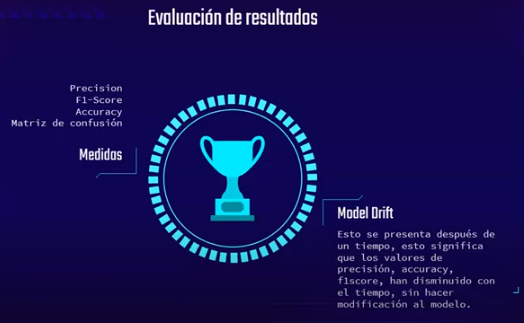 Evaluación de resultados
Precision
F1-Score
Accuracy
Matriz de confusión
Medidas
Model Drift
Esto se presenta después de
un tiempo, esto significa
que los valores de
precisión, accuracy,
f1score, han disminuido con
el tiempo, sin hacer
modificación al modelo.